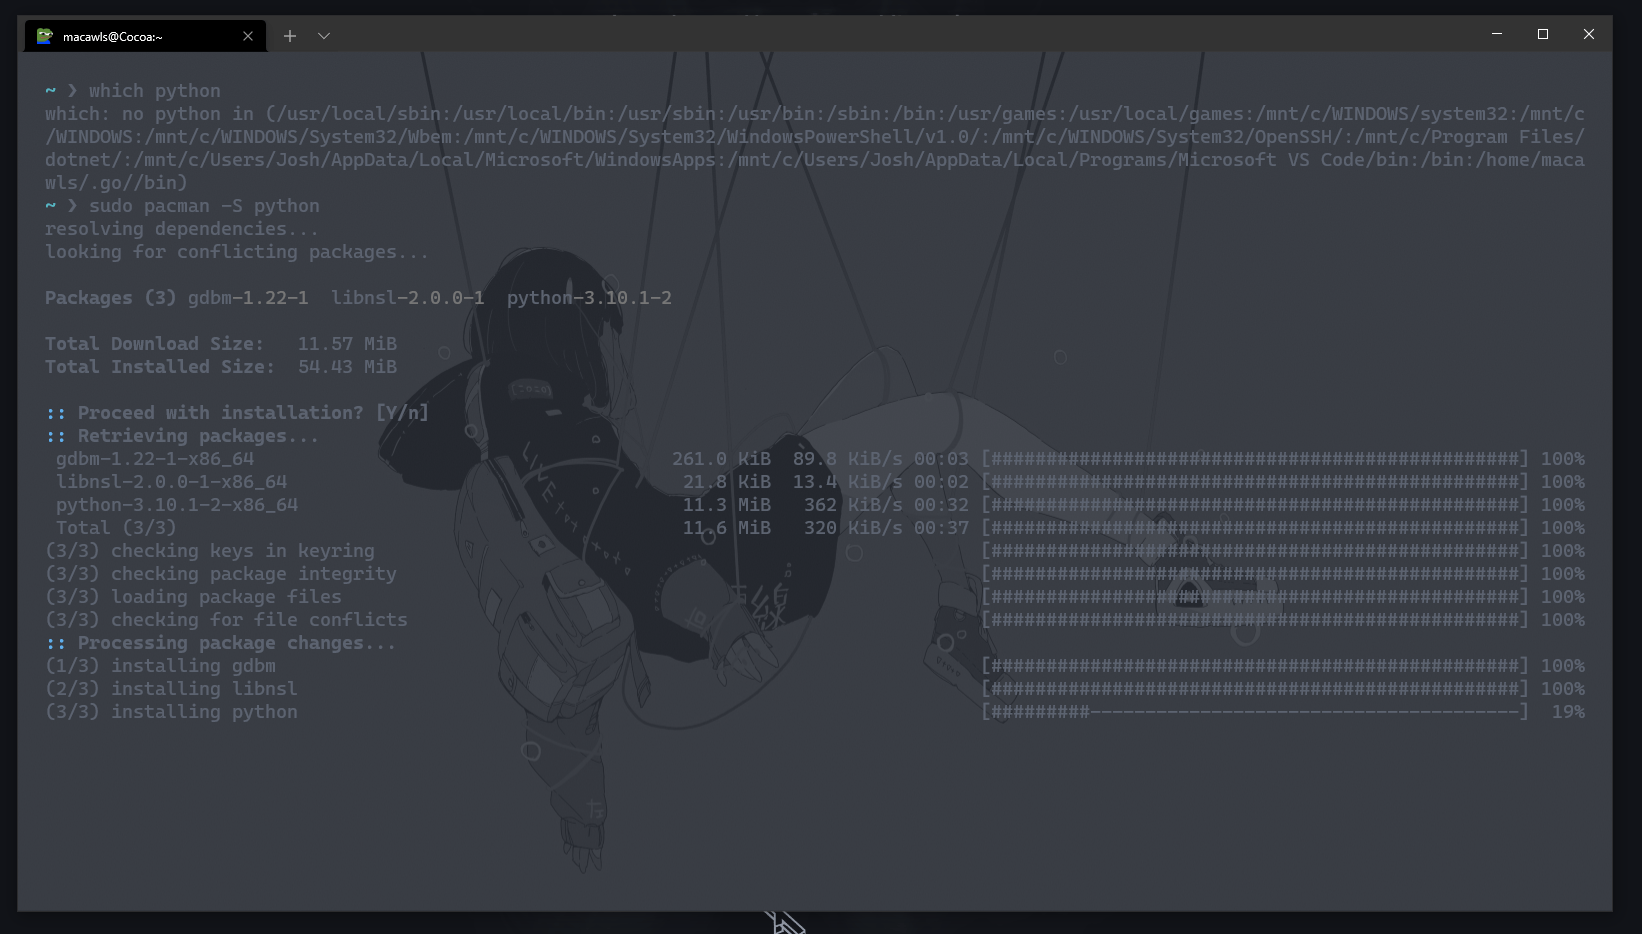 macawls@Cocoa:~
~ ❯ which python
which: no python in (/usr/local/sbin:/usr/local/bin:/usr/sbin:/usr/bin:/sbin:/bin:/usr/games:/usr/local/games:/mnt/c/WINDOWS/system32:/mnt/c
/WINDOWS:/mnt/c/WINDOWS/System32/Wbem:/mnt/c/WINDOWS/System32/WindowsPowerShell/v1.0/:/mnt/c/WINDOWS/System32/OpenSSH/:/mnt/c/Program Files/
dotnet/:/mnt/c/Users/Josh/AppData/Local/Microsoft/WindowsApps:/mnt/c/Users/Josh/AppData/Local/Programs/Microsoft VS Code/bin:/bin:/home/maca
wls/.go//bin)
~ ❯ sudo pacman -S python
resolving dependencies...
looking for conflicting packages...
Packages (3) gdbm-1.22-1  libnsl-2.0.0-1  python-3.10.1-2
Total Download Size:   11.57 MiB
Total Installed Size:  54.43 MiB
:: Proceed with installation? [Y/n]
:: Retrieving packages...
gdbm-1.22-1-x86_64 261.0 KiB 89.8 KiB/s 00:03 [################################################] 100%
libnsl-2.0.0-1-x86_64 21.8 KiB 13.4 KiB/s 00:02 [################################################] 100%
python-3.10.1-2-x86_64 11.3 MiB 362 KiB/s 00:32 [################################################] 100%
Total (3/3) 11.6 MiB 320 KiB/s 00:37 [################################################] 100%
(3/3) checking keys in keyring [################################################] 100%
(3/3) checking package integrity [################################################] 100%
(3/3) loading package files [################################################] 100%
(3/3) checking for file conflicts [################################################] 100%
:: Processing package changes...
(1/3) installing gdbm [################################################] 100%
(2/3) installing libnsl [################################################] 100%
(3/3) installing python [#########---------------------------------------] 19%
LIVE